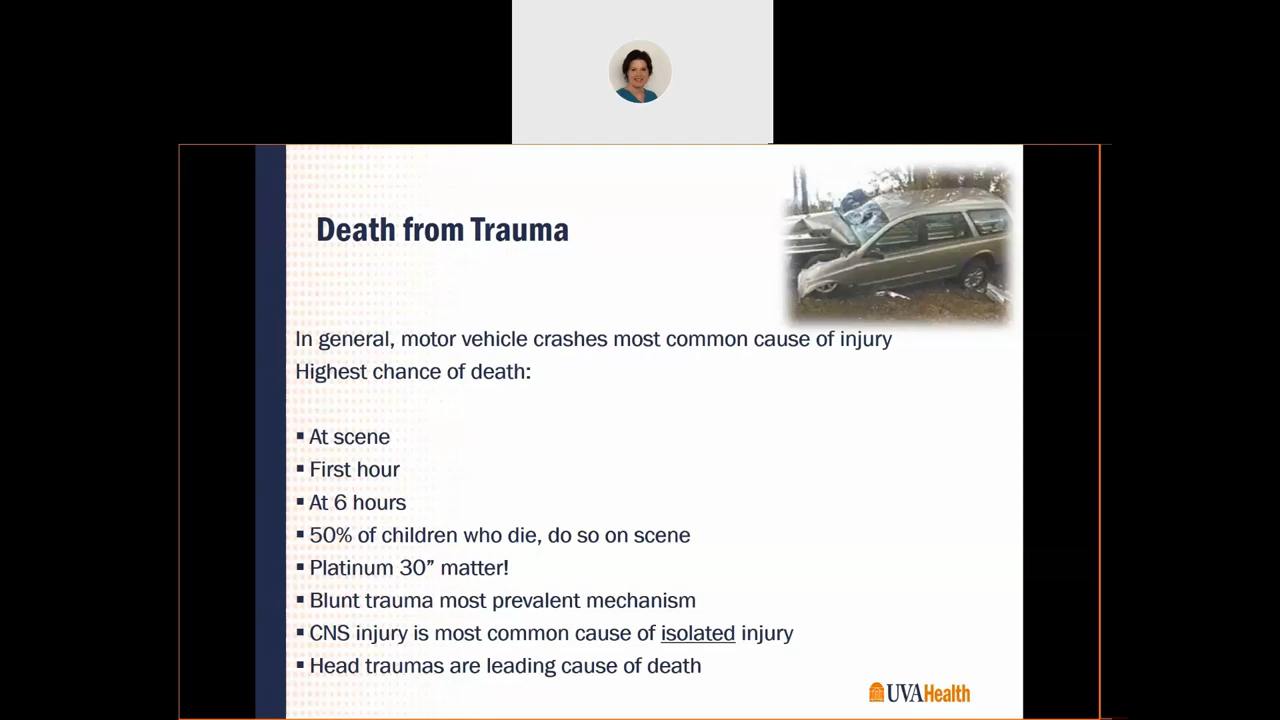 Death from Trauma
In general, motor vehicle crashes most common cause of injury
Highest chance of death:
▪ At scene
▪ First hour
▪ At 6 hours
▪ 50% of children who die, do so on scene
▪ Platinum 30” matter!
▪ Blunt trauma most prevalent mechanism
▪ CNS injury is most common cause of isolated injury
▪ Head traumas are leading cause of death
UVAHealth